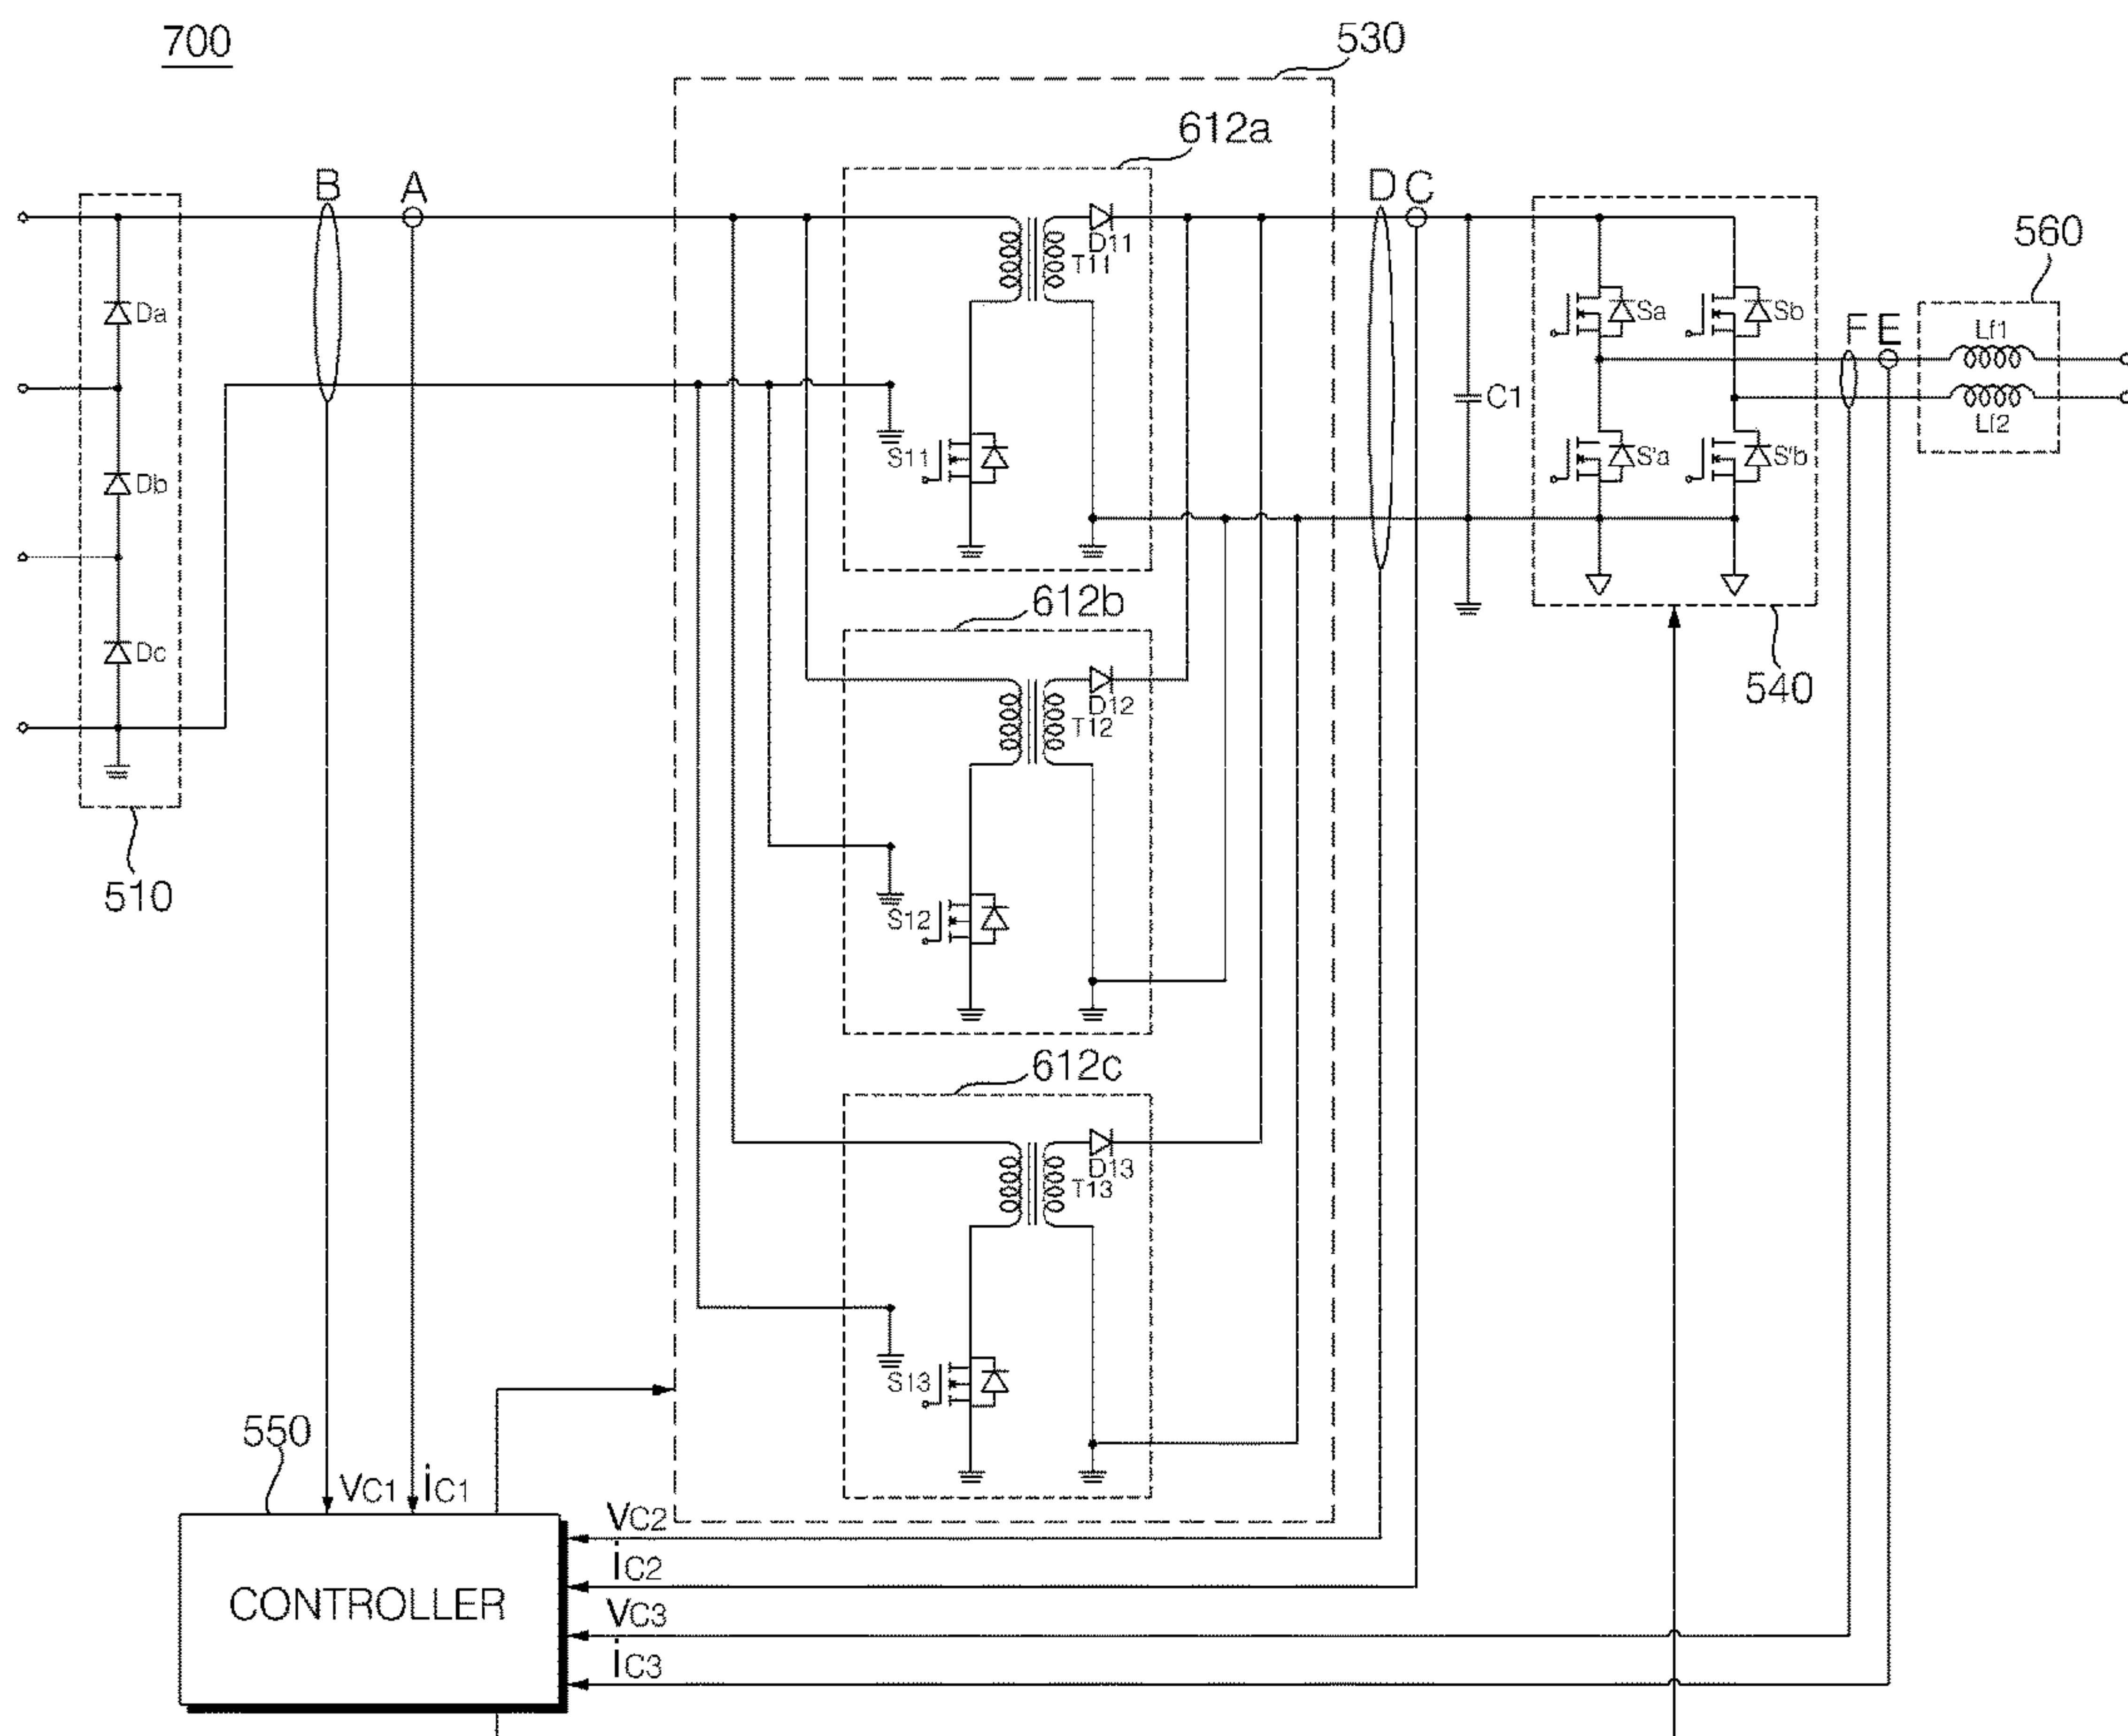 700
530
612a
B
A
D
C
D11
T11
560
Da
Sa
Sb
F
E
Lf1
C1
Lf2
S11
S'a
S'b
Db
612b
Dc
540
D12
T12
510
S12
612c
D13
T13
S13
550
vC1
iC1
vC2
iC2
CONTROLLER
vC3
iC3